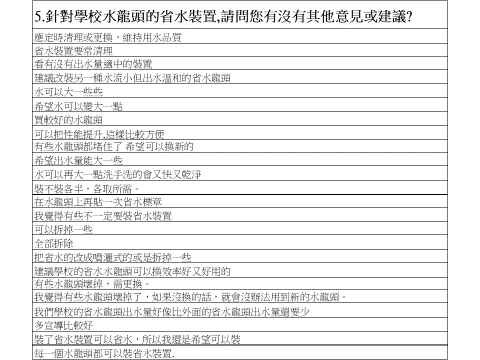 5.針對學校水龍頭的省水裝置,請問您有沒有其他意見或建議?
應定時清理或更換，維持用水品質
省水裝置要常清理
看有沒有出水量適中的裝置
建議改裝另一種水流小但出水溫和的省水龍頭
水可以大一些些
希望水可以變大一點
買較好的水龍頭
可以把性能提升,這樣比較方便
有些水龍頭都堵住了 希望可以換新的
希望出水量能大一些
水可以再大一點洗手洗的會又快又乾淨
裝不裝各半，各取所需。
在水龍頭上再貼一次省水標章
我覺得有些不一定要裝省水裝置
可以拆掉一些
全部拆除
把省水的改成噴灑式的或是拆掉一些
建議學校的省水水龍頭可以換效率好又好用的
有些水龍頭壞掉，需更換。
我覺得有些水龍頭壞掉了，如果沒換的話，就會沒辦法用到新的水龍頭。
我們學校的省水龍頭出水量好像比外面的省水龍頭出水量還要少
多宣導比較好
裝了省水裝置可以省水，所以我還是希望可以裝
每一個水龍頭都可以裝省水裝置.